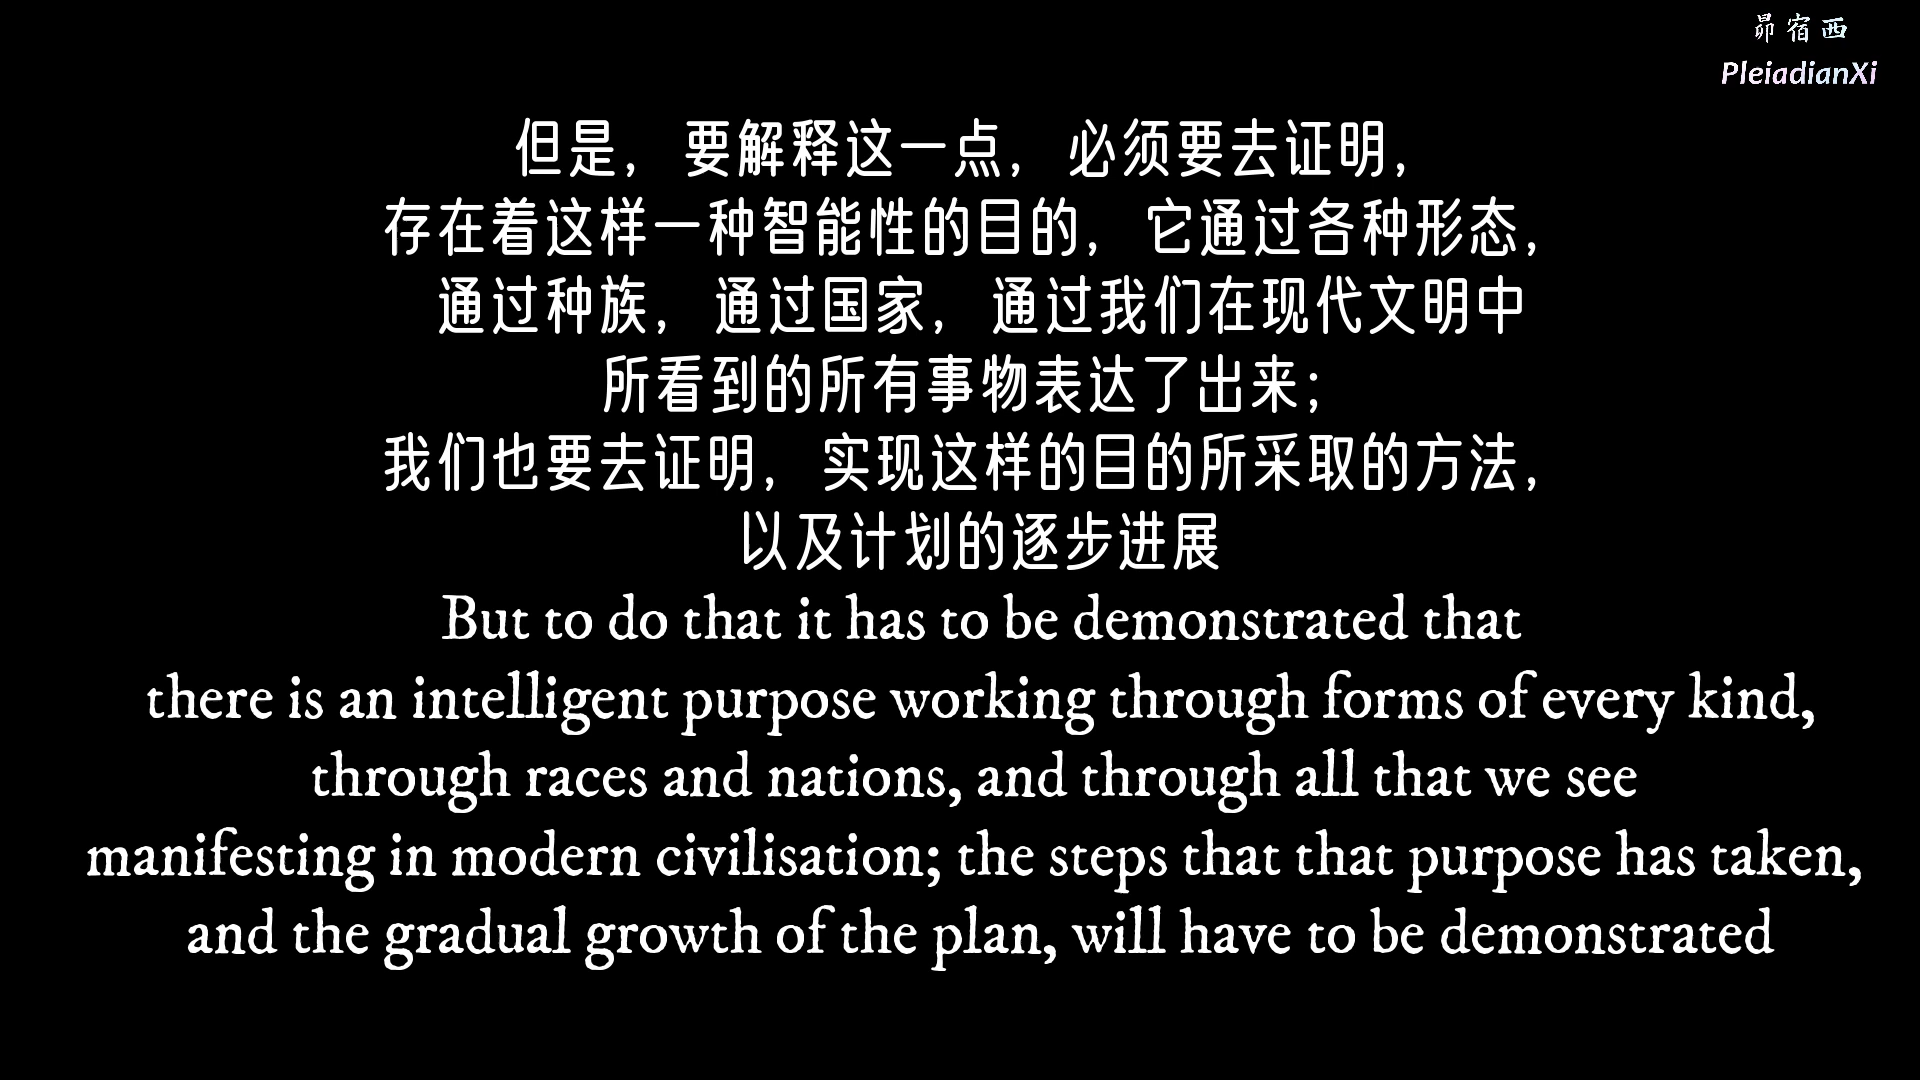 昴宿西
PleiadianXi
但是，要解释这一点，必须要去证明，
存在着这样一种智能性的目的，它通过各种形态，
通过种族，通过国家，通过我们在现代文明中
所看到的所有事物表达了出来；
我们也要去证明，实现这样的目的所采取的方法，
以及计划的逐步进展
But to do that it has to be demonstrated that
there is an intelligent purpose working through forms of every kind,
through races and nations, and through all that we see
manifesting in modern civilisation; the steps that that purpose has taken,
and the gradual growth of the plan, will have to be demonstrated